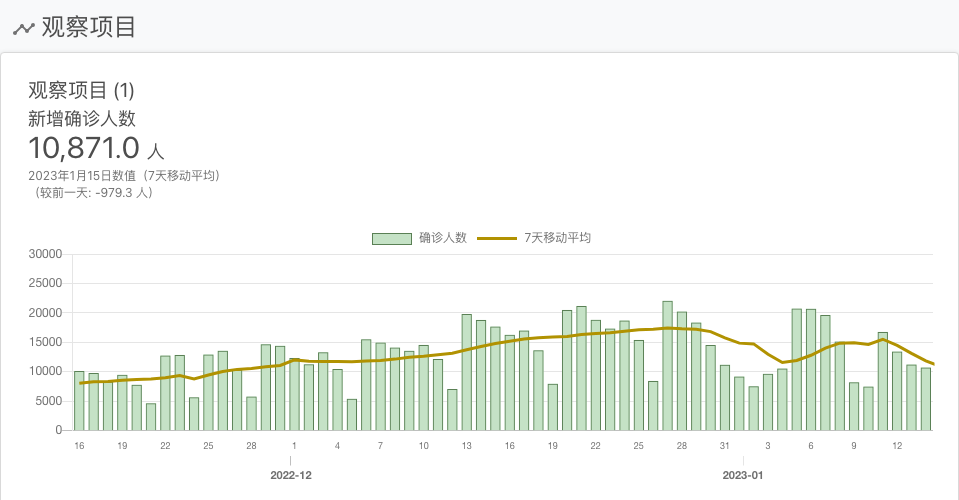 观察项目
观察项目 (1)
新增确诊人数
10,871.0 人
2023年1月15日数值（7天移动平均）
（较前一天: -979.3 人）
确诊人数 7天移动平均
30000
25000
20000
15000
10000
5000
0
16 19 22 25 28 1 4 7 10 13 16 19 22 25 28 31 3 6 9 12
2022-12 2023-01